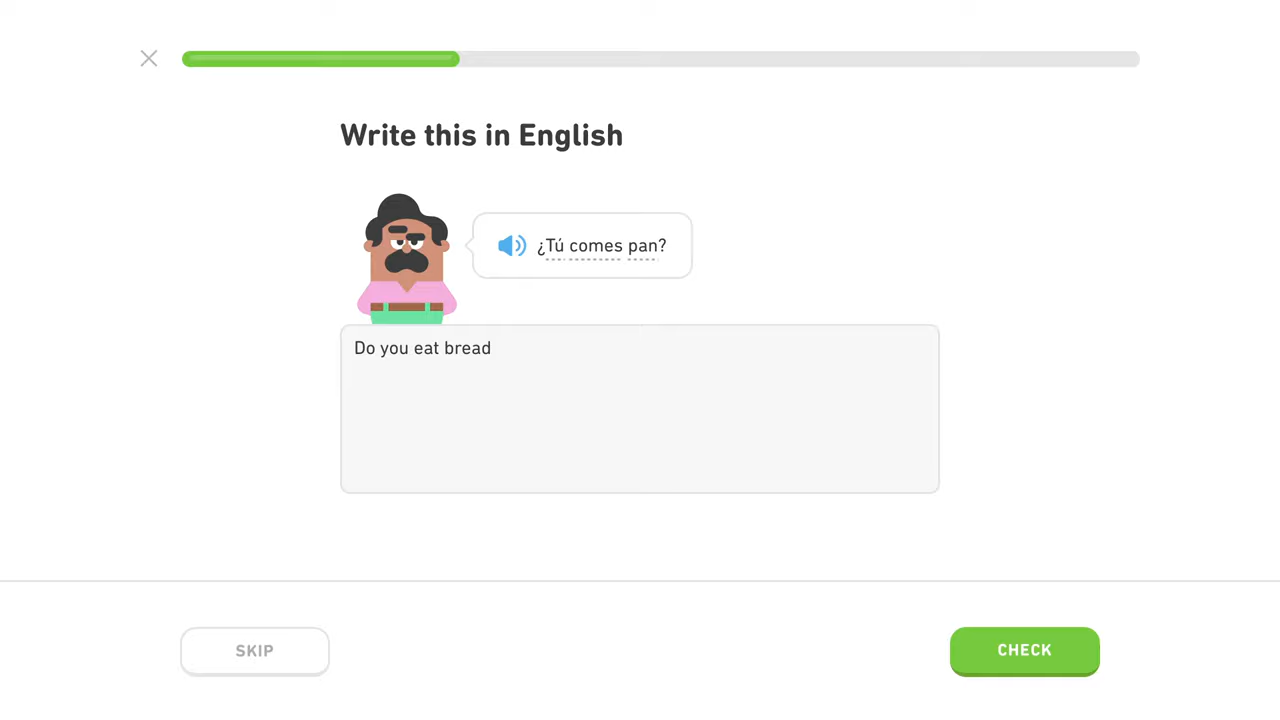 Write this in English
¿Tú comes pan?
Do you eat bread
SKIP
CHECK